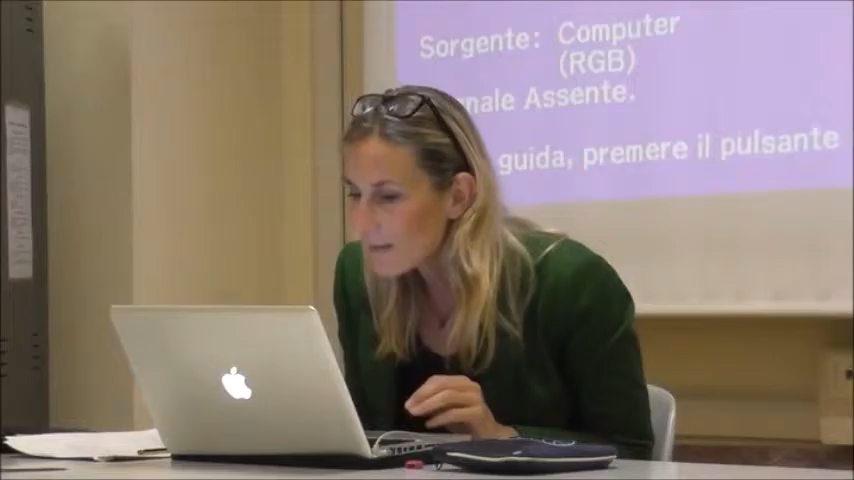 Sorgente: Computer
(RGB)
nale Assente.
guida, premere il pulsante